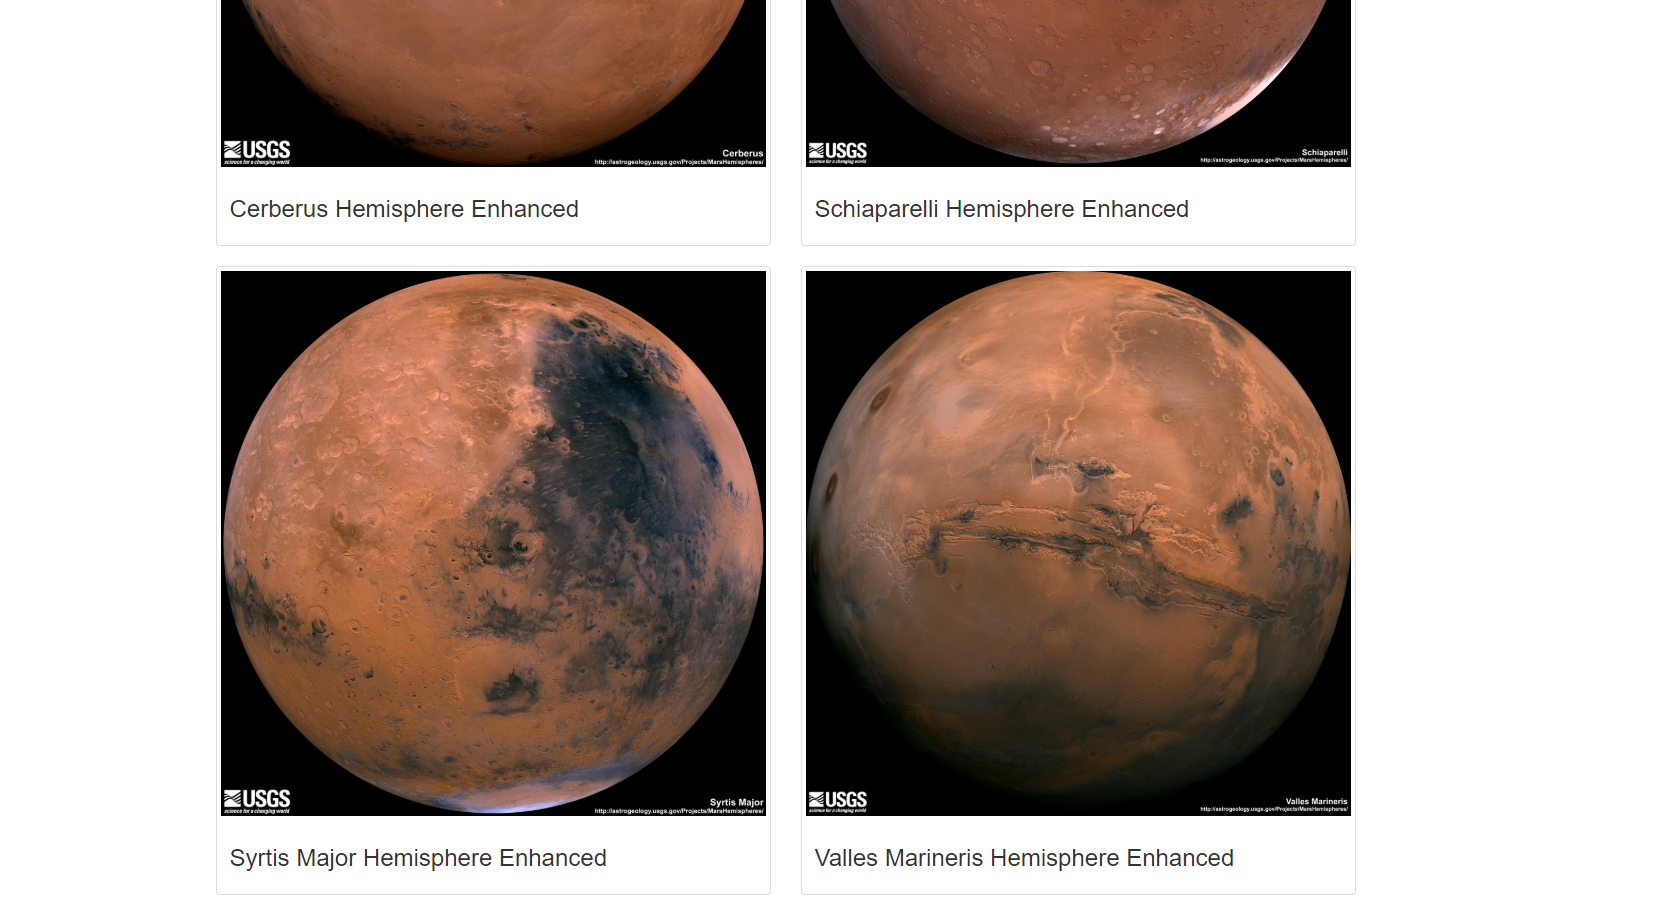 USGS
science for a changing world
Cerberus
http://astrogeology.usgs.gov/Projects/MarsHemispheres/
USGS
science for a changing world
Schiaparelli
http://astrogeology.usgs.gov/Projects/MarsHemispheres/
Cerberus Hemisphere Enhanced
Schiaparelli Hemisphere Enhanced
USGS
science for a changing world
Syrtis Major
http://astrogeology.usgs.gov/Projects/MarsHemispheres/
USGS
science for a changing world
Valles Marineris
http://astrogeology.usgs.gov/Projects/MarsHemispheres/
Syrtis Major Hemisphere Enhanced
Valles Marineris Hemisphere Enhanced